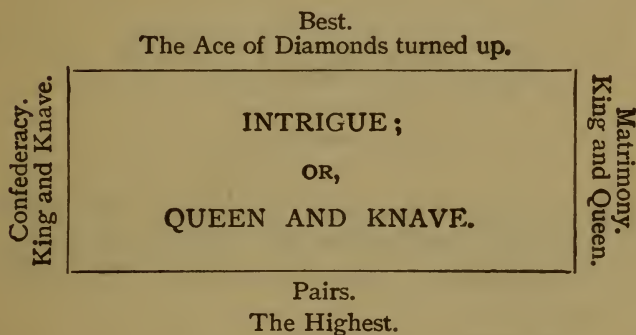 Best.
The Ace of Diamonds turned up.
Confederacy.
King and Knave.
INTRIGUE;
OR,
QUEEN AND KNAVE.
Matrimony.
King and Queen.
Pairs.
The Highest.